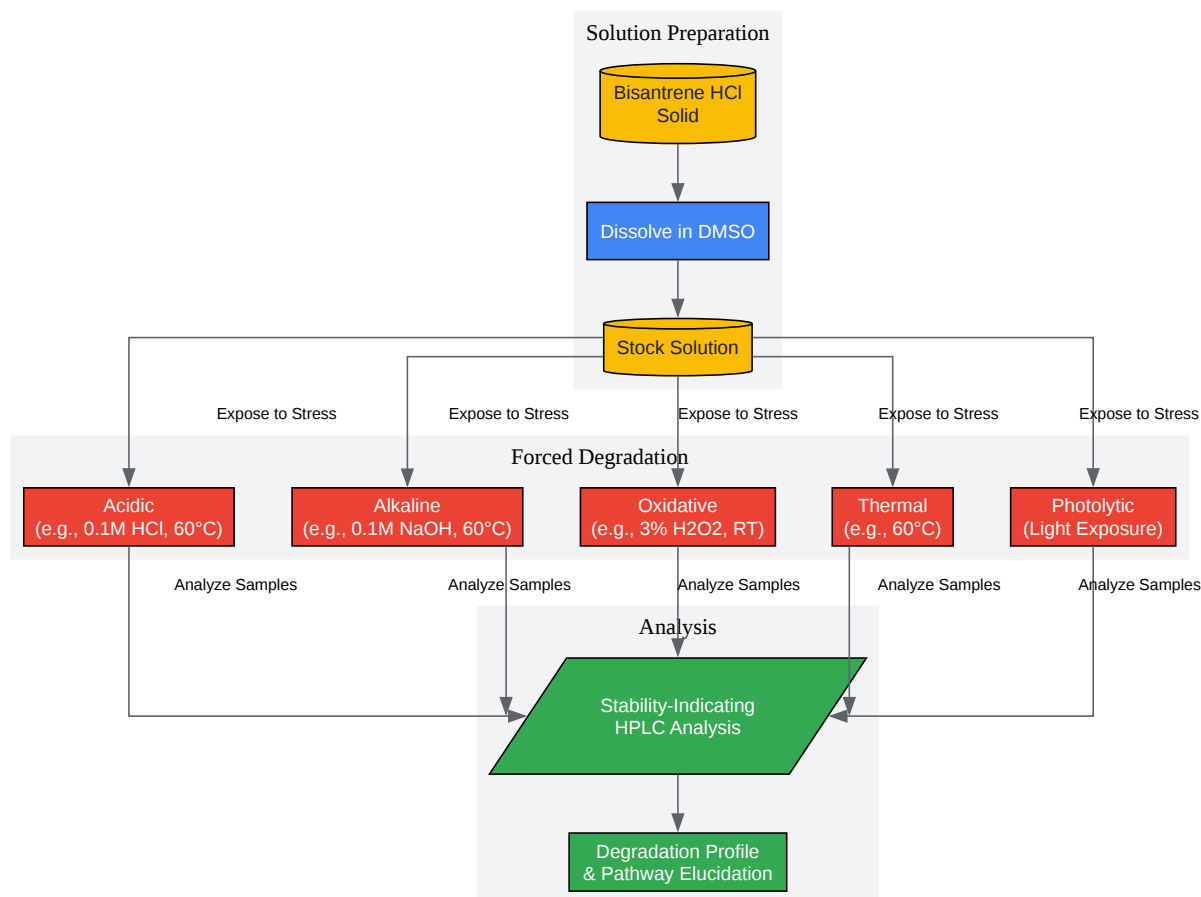 Solution Preparation
Bisantrene HCl
Solid
Dissolve in DMSO
Stock Solution
Expose to Stress
Expose to Stress
Expose to Stress
Expose to Stress
Expose to Stress
Forced Degradation
Acidic
(e.g., 0.1M HCl, 60°C)
Alkaline
(e.g., 0.1M NaOH, 60°C)
Oxidative
(e.g., 3% H2O2, RT)
Thermal
(e.g., 60°C)
Photolytic
(Light Exposure)
Analyze Samples
Analyze Samples
Analyze Samples
Analyze Samples
Analyze Samples
Analysis
Stability-Indicating
HPLC Analysis
Degradation Profile
& Pathway Elucidation